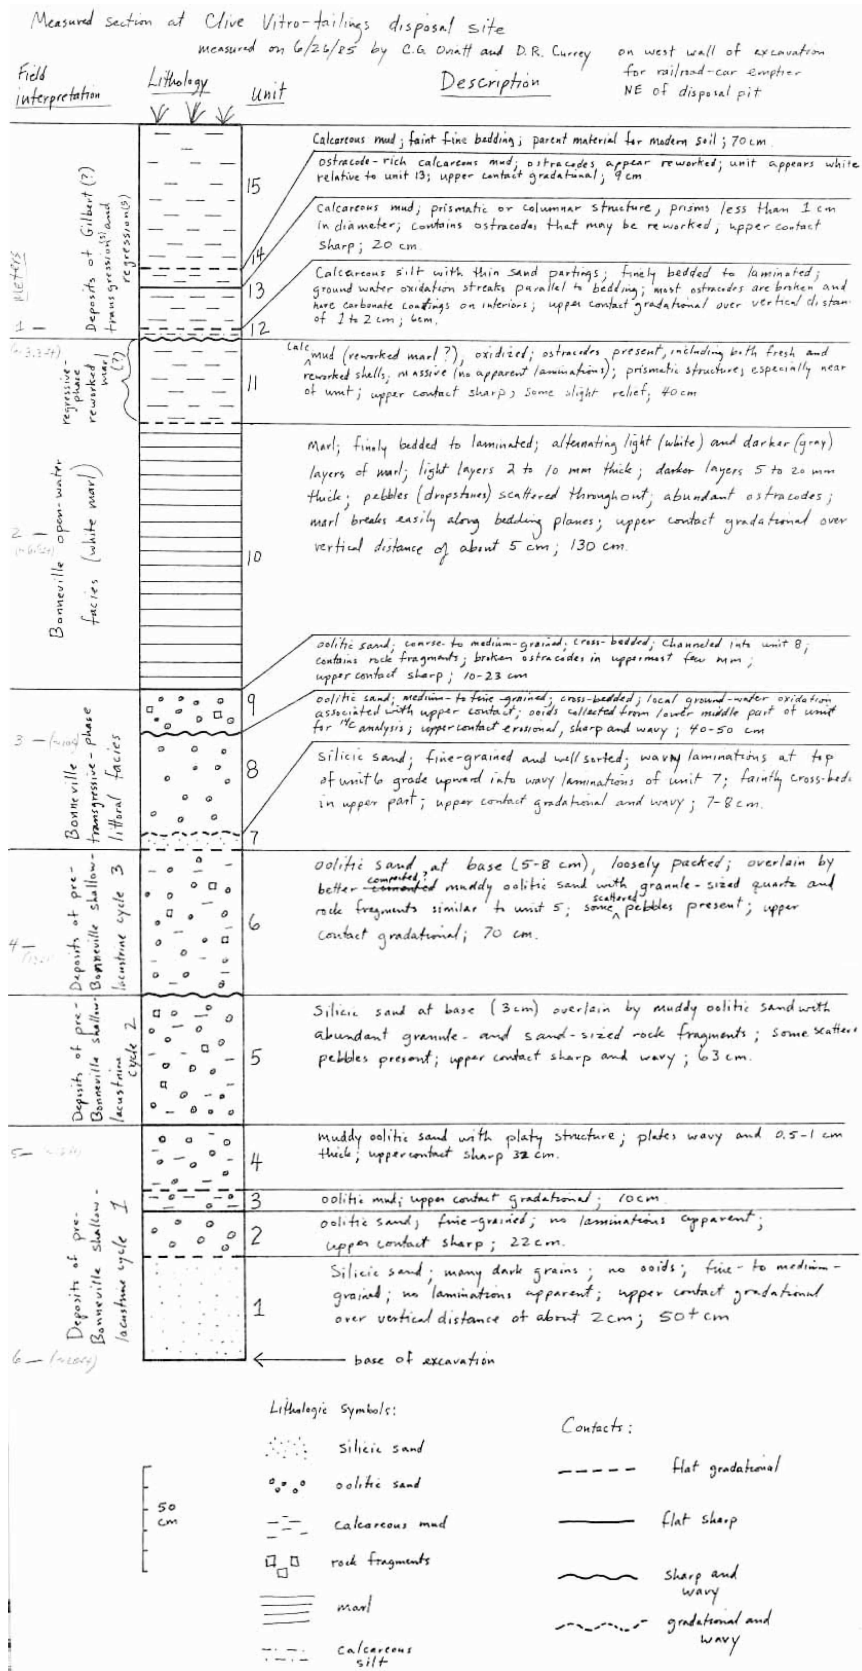 Measured section at Clive Vitro-tailings disposal site
measured on 6/26/85 by C.G. Oviatt and D.R. Currey
on west wall of excavation
for railroad-car emptier
NE of disposal pit
Field
interpretation
Lithology
Unit
Description
Meters
Deposits of Gilbert (?)
transgression(s) and
regression(s)
15
Calcareous mud; faint fine bedding; parent material for modern soil; 70 cm.
14
ostracode-rich calcareous mud; ostracodes appear reworked; unit appears white
relative to unit 13; upper contact gradational; 9 cm
13
Calcareous mud; prismatic or columnar structure, prisms less than 1 cm
in diameter; contains ostracodes that may be reworked; upper contact
sharp; 20 cm.
1 —
12
Calcareous silt with thin sand partings; finely bedded to laminated;
ground water oxidation streaks parallel to bedding; most ostracodes are broken and
have carbonate coatings on interiors; upper contact gradational over vertical distan
of 1 to 2 cm; 6cm.
(~3.3 ft)
regressive-
phase
reworked
marl
(?)
11
Calc mud (reworked marl ?), oxidized; ostracodes present, including both fresh and
reworked shells; massive (no apparent laminations); prismatic structure, especially near
of unit; upper contact sharp, some slight relief; 40 cm
Bonneville open-water
facies (white marl)
2 —
10
Marl; finely bedded to laminated; alternating light (white) and darker (gray)
layers of marl; light layers 2 to 10 mm thick; darker layers 5 to 20 mm
thick; pebbles (dropstones) scattered throughout; abundant ostracodes;
marl breaks easily along bedding planes; upper contact gradational over
vertical distance of about 5 cm; 130 cm.
Bonneville
transgressive-phase
littoral facies
9
oolitic sand; coarse- to medium-grained; cross-bedded; channeled into unit 8;
contains rock fragments; broken ostracodes in uppermost few mm;
upper contact sharp; 10-23 cm
3 —
8
oolitic sand; medium- to fine-grained; cross-bedded; local ground-water oxidation
associated with upper contact; ooids collected from lower middle part of unit
for 14C analysis; upper contact erosional, sharp and wavy; 40-50 cm
7
Silicic sand; fine-grained and well sorted; wavy laminations at top
of unit 6 grade upward into wavy laminations of unit 7; faintly cross-bedd
in upper part; upper contact gradational and wavy; 7-8 cm.
Deposits of pre-
Bonneville shallow-
lacustrine cycle 3
4 —
6
oolitic sand at base (5-8 cm), loosely packed; overlain by
better cemented compacted? muddy oolitic sand with granule-sized quartz and
rock fragments similar to unit 5; some scattered pebbles present; upper
contact gradational; 70 cm.
Deposits of pre-
Bonneville shallow-
lacustrine
cycle 2
5
Silicic sand at base (3cm) overlain by muddy oolitic sand with
abundant granule- and sand-sized rock fragments; some scattere
pebbles present; upper contact sharp and wavy; 63 cm.
5 —
4
muddy oolitic sand with platy structure; plates wavy and 0.5-1 cm
thick; upper contact sharp 32 cm.
Deposits of pre-
Bonneville shallow-
lacustrine cycle 1
3
oolitic mud; upper contact gradational; 10cm
2
oolitic sand; fine-grained; no laminations apparent;
upper contact sharp; 22cm.
1
Silicic sand; many dark grains; no ooids; fine- to medium-
grained; no laminations apparent; upper contact gradational
over vertical distance of about 2cm; 50+ cm
6 —
base of excavation
Lithologic Symbols:
silicic sand
oolitic sand
calcareous mud
rock fragments
marl
calcareous
silt
50
cm
Contacts:
flat gradational
flat sharp
sharp and
wavy
gradational and
wavy